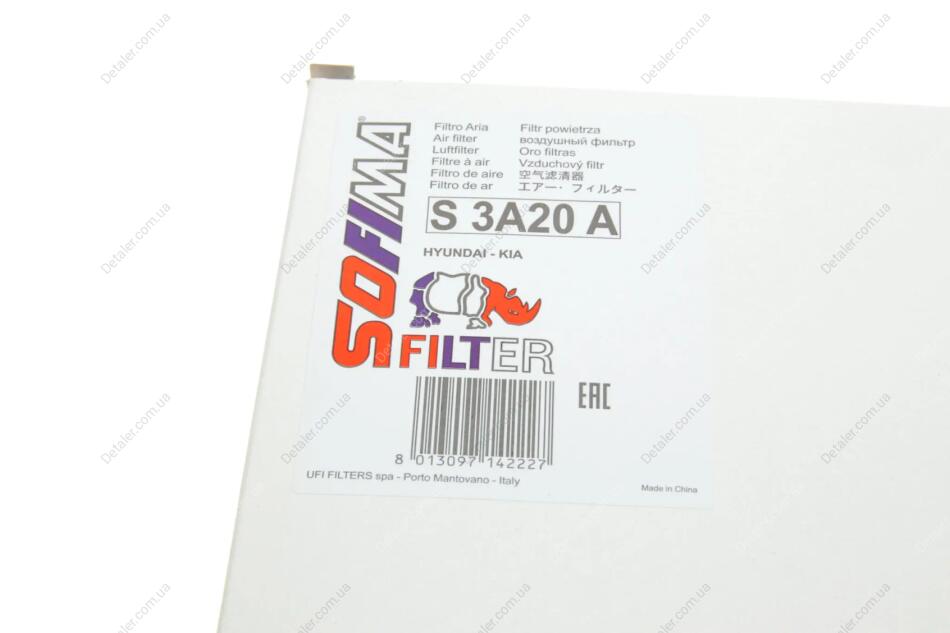 SOFIMA
Filtro Aria
Air filter
Luftfilter
Filtre à air
Filtro de aire
Filtro de ar
Filtr powietrza
воздушный фильтр
Oro filtras
Vzduchový filtr
空气滤清器
エアー・フィルター
S 3A20 A
HYUNDAI - KIA
FILTER
EAC
8 013097 142227
UFI FILTERS spa - Porto Mantovano - Italy
Made in China
Detaler.com.ua